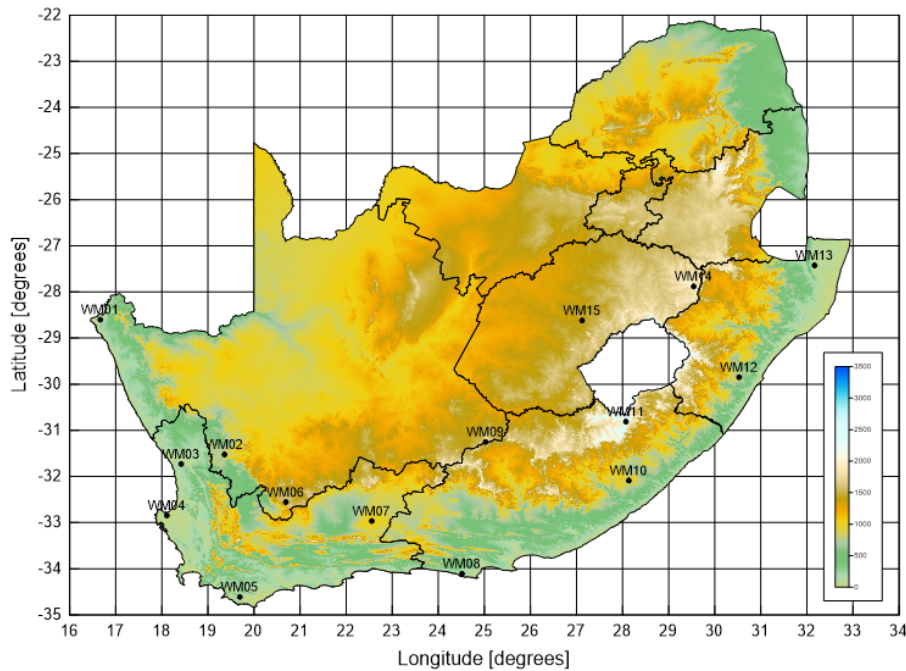 -22
-23
-24
-25
-26
-27
-28
-29
-30
-31
-32
-33
-34
-35
Latitude [degrees]
WM13
WM14
WM01
WM15
WM12
WM11
WM09
WM02
WM03
WM10
WM06
WM04
WM07
WM08
WM05
3500
3000
2500
2000
1500
1000
500
0
16 17 18 19 20 21 22 23 24 25 26 27 28 29 30 31 32 33 34
Longitude [degrees]